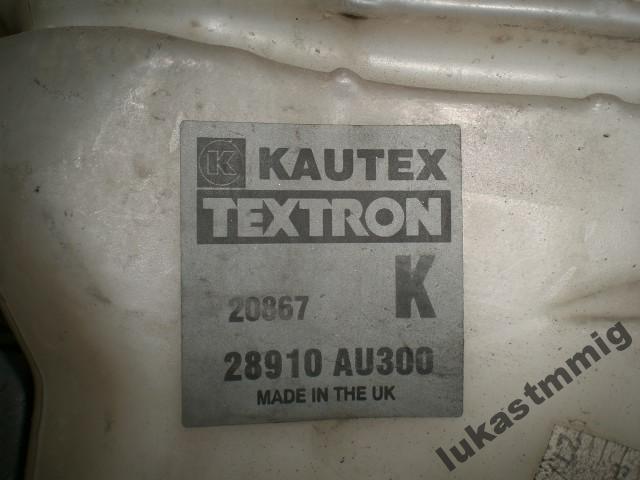 K KAUTEX
TEXTRON
K
20867
28910 AU300
MADE IN THE UK
lukastmmig